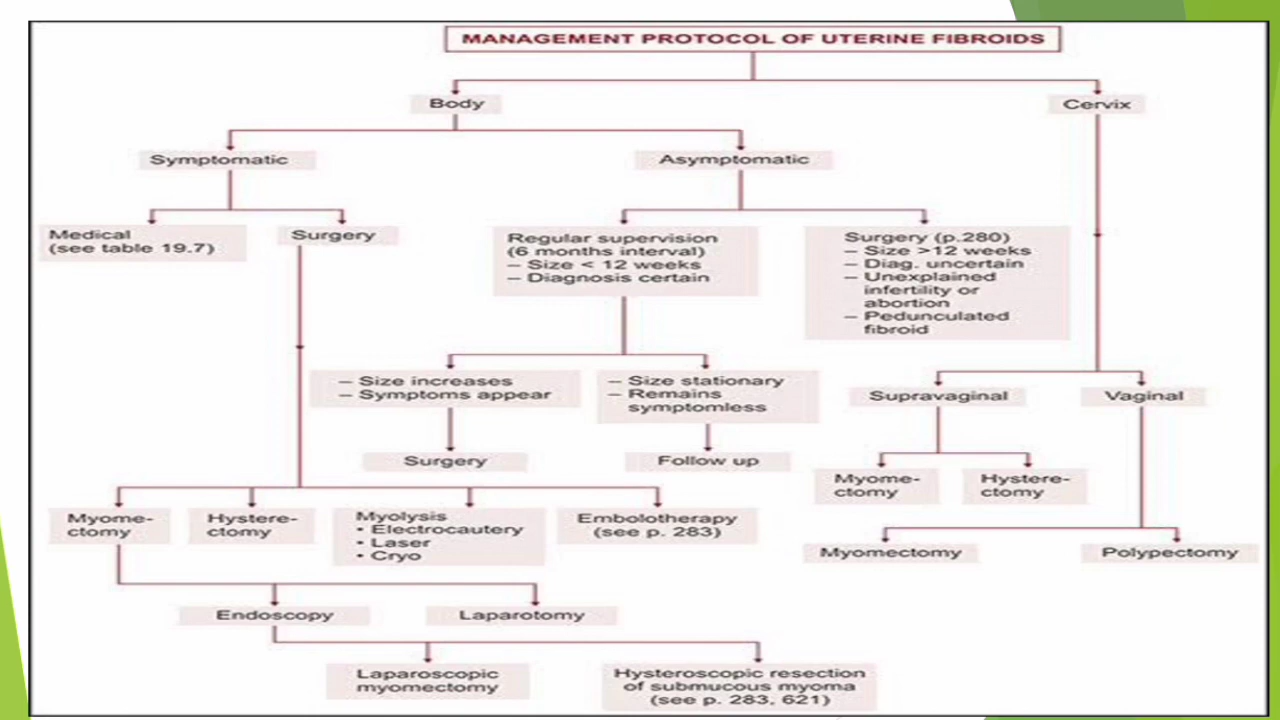 MANAGEMENT PROTOCOL OF UTERINE FIBROIDS
Body
Cervix
Symptomatic
Asymptomatic
Medical
(see table 19.7)
Surgery
Regular supervision
(6 months interval)
– Size < 12 weeks
– Diagnosis certain
Surgery (p.280)
– Size >12 weeks
– Diag. uncertain
– Unexplained
infertility or
abortion
– Pedunculated
fibroid
– Size increases
– Symptoms appear
– Size stationary
– Remains
symptomless
Supravaginal
Vaginal
Surgery
Follow up
Myome-
ctomy
Hystere-
ctomy
Myome-
ctomy
Hystere-
ctomy
Myolysis
• Electrocautery
• Laser
• Cryo
Embolotherapy
(see p. 283)
Myomectomy
Polypectomy
Endoscopy
Laparotomy
Laparoscopic
myomectomy
Hysteroscopic resection
of submucous myoma
(see p. 283, 621)